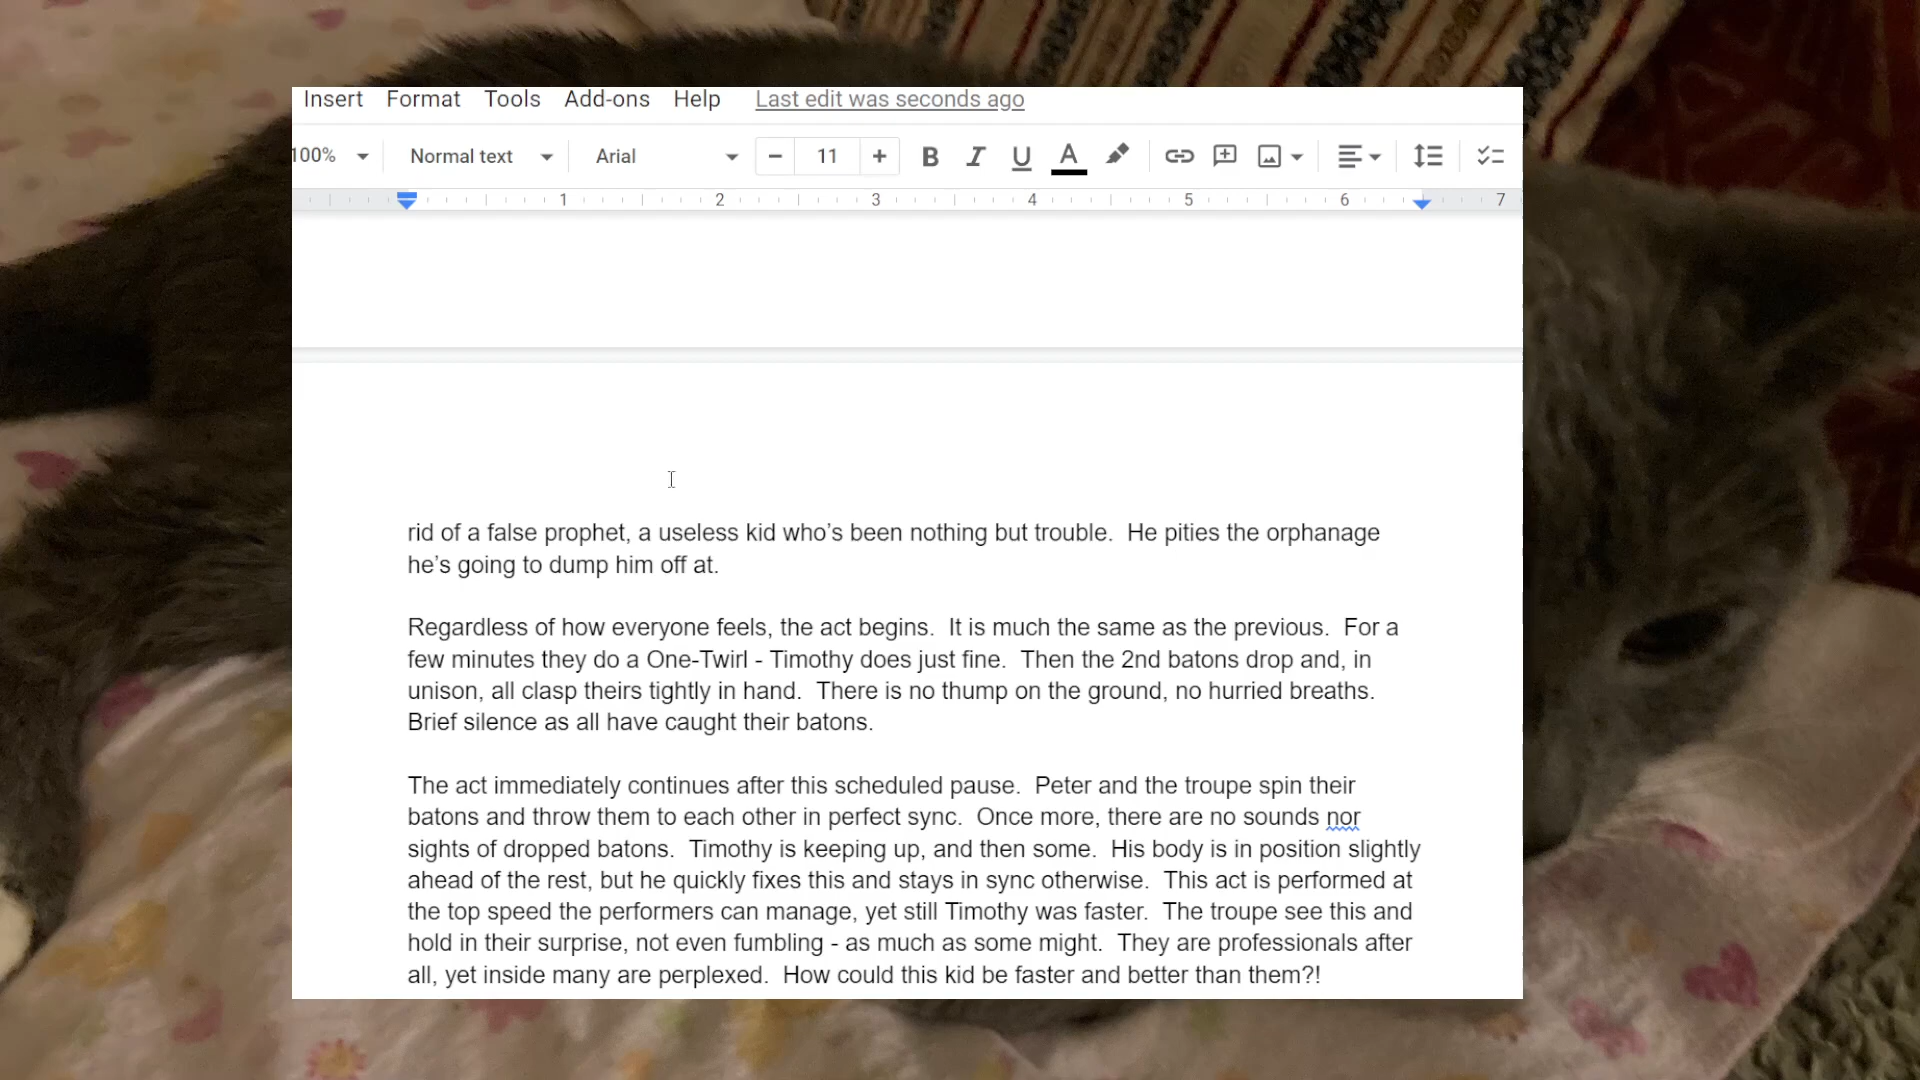 Insert Format Tools Add-ons Help Last edit was seconds ago
100% Normal text Arial 11 B I U A
1 2 3 4 5 6 7
rid of a false prophet, a useless kid who’s been nothing but trouble.  He pities the orphanage
he’s going to dump him off at.
Regardless of how everyone feels, the act begins.  It is much the same as the previous.  For a
few minutes they do a One-Twirl - Timothy does just fine.  Then the 2nd batons drop and, in
unison, all clasp theirs tightly in hand.  There is no thump on the ground, no hurried breaths.
Brief silence as all have caught their batons.
The act immediately continues after this scheduled pause.  Peter and the troupe spin their
batons and throw them to each other in perfect sync.  Once more, there are no sounds nor
sights of dropped batons.  Timothy is keeping up, and then some.  His body is in position slightly
ahead of the rest, but he quickly fixes this and stays in sync otherwise.  This act is performed at
the top speed the performers can manage, yet still Timothy was faster.  The troupe see this and
hold in their surprise, not even fumbling - as much as some might.  They are professionals after
all, yet inside many are perplexed.  How could this kid be faster and better than them?!